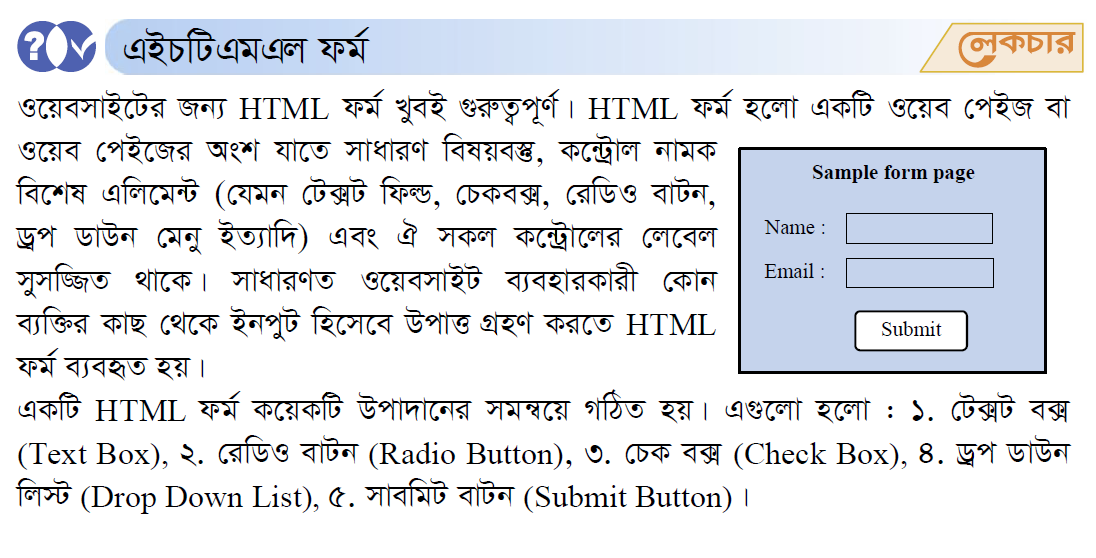 এইচটিএমএল ফর্ম
লেকচার
ওয়েবসাইটের জন্য HTML ফর্ম খুবই গুরুত্বপূর্ণ। HTML ফর্ম হলো একটি ওয়েব পেইজ বা
ওয়েব পেইজের অংশ যাতে সাধারণ বিষয়বস্তু, কন্ট্রোল নামক
বিশেষ এলিমেন্ট (যেমন টেক্সট ফিল্ড, চেকবক্স, রেডিও বাটন,
ড্রপ ডাউন মেনু ইত্যাদি) এবং ঐ সকল কন্ট্রোলের লেবেল
সুসজ্জিত থাকে। সাধারণত ওয়েবসাইট ব্যবহারকারী কোন
ব্যক্তির কাছ থেকে ইনপুট হিসেবে উপাত্ত গ্রহণ করতে HTML
ফর্ম ব্যবহৃত হয়।
Sample form page
Name :
Email :
Submit
একটি HTML ফর্ম কয়েকটি উপাদানের সমন্বয়ে গঠিত হয়। এগুলো হলো : ১. টেক্সট বক্স
(Text Box), ২. রেডিও বাটন (Radio Button), ৩. চেক বক্স (Check Box), ৪. ড্রপ ডাউন
লিস্ট (Drop Down List), ৫. সাবমিট বাটন (Submit Button)।